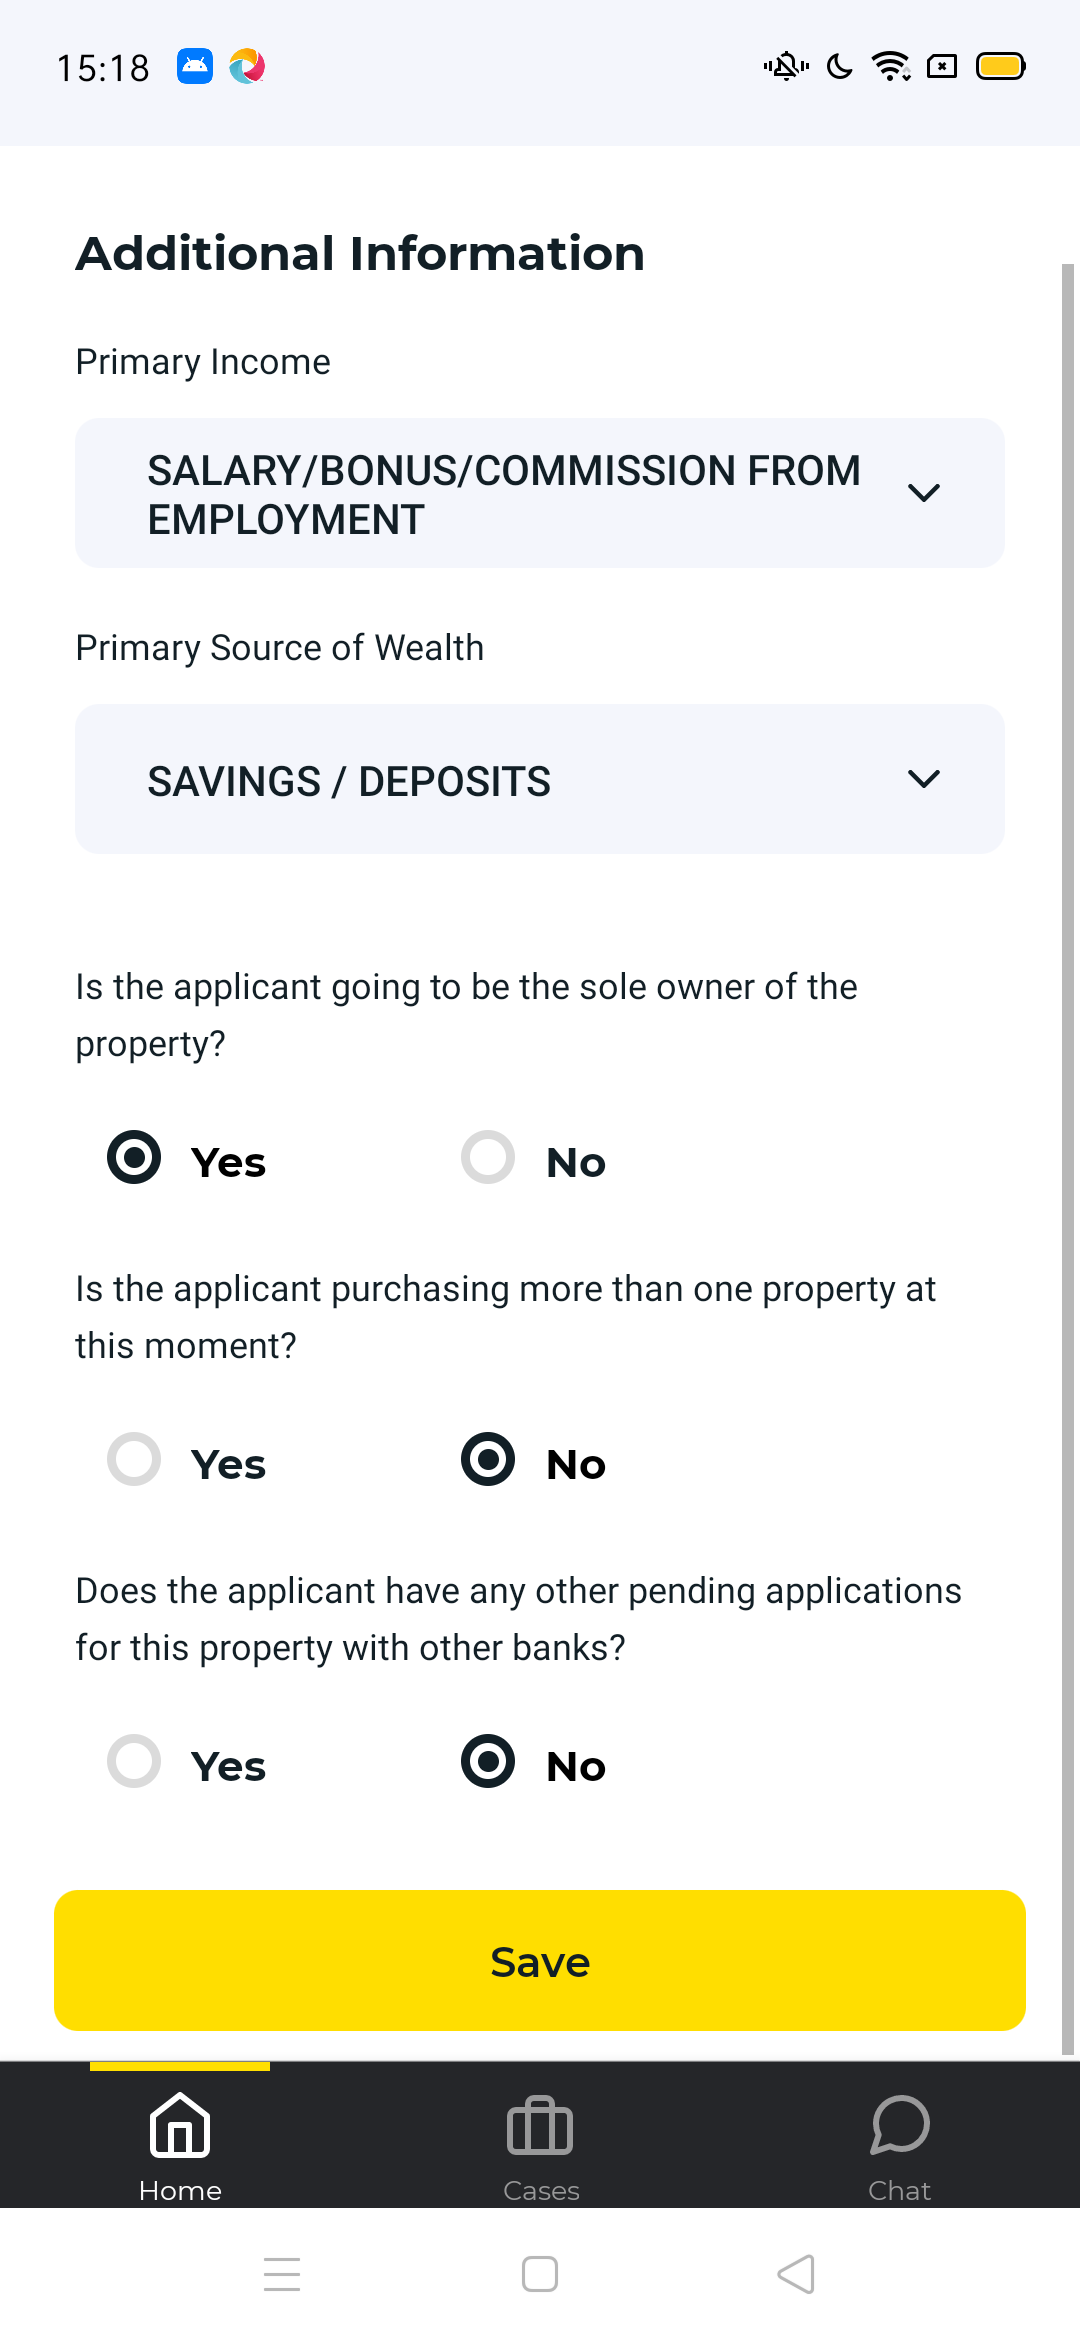 15:18
Additional Information
Primary Income
SALARY/BONUS/COMMISSION FROM
EMPLOYMENT
Primary Source of Wealth
SAVINGS / DEPOSITS
Is the applicant going to be the sole owner of the
property?
Yes No
Is the applicant purchasing more than one property at
this moment?
Yes No
Does the applicant have any other pending applications
for this property with other banks?
Yes No
Save
Home Cases Chat